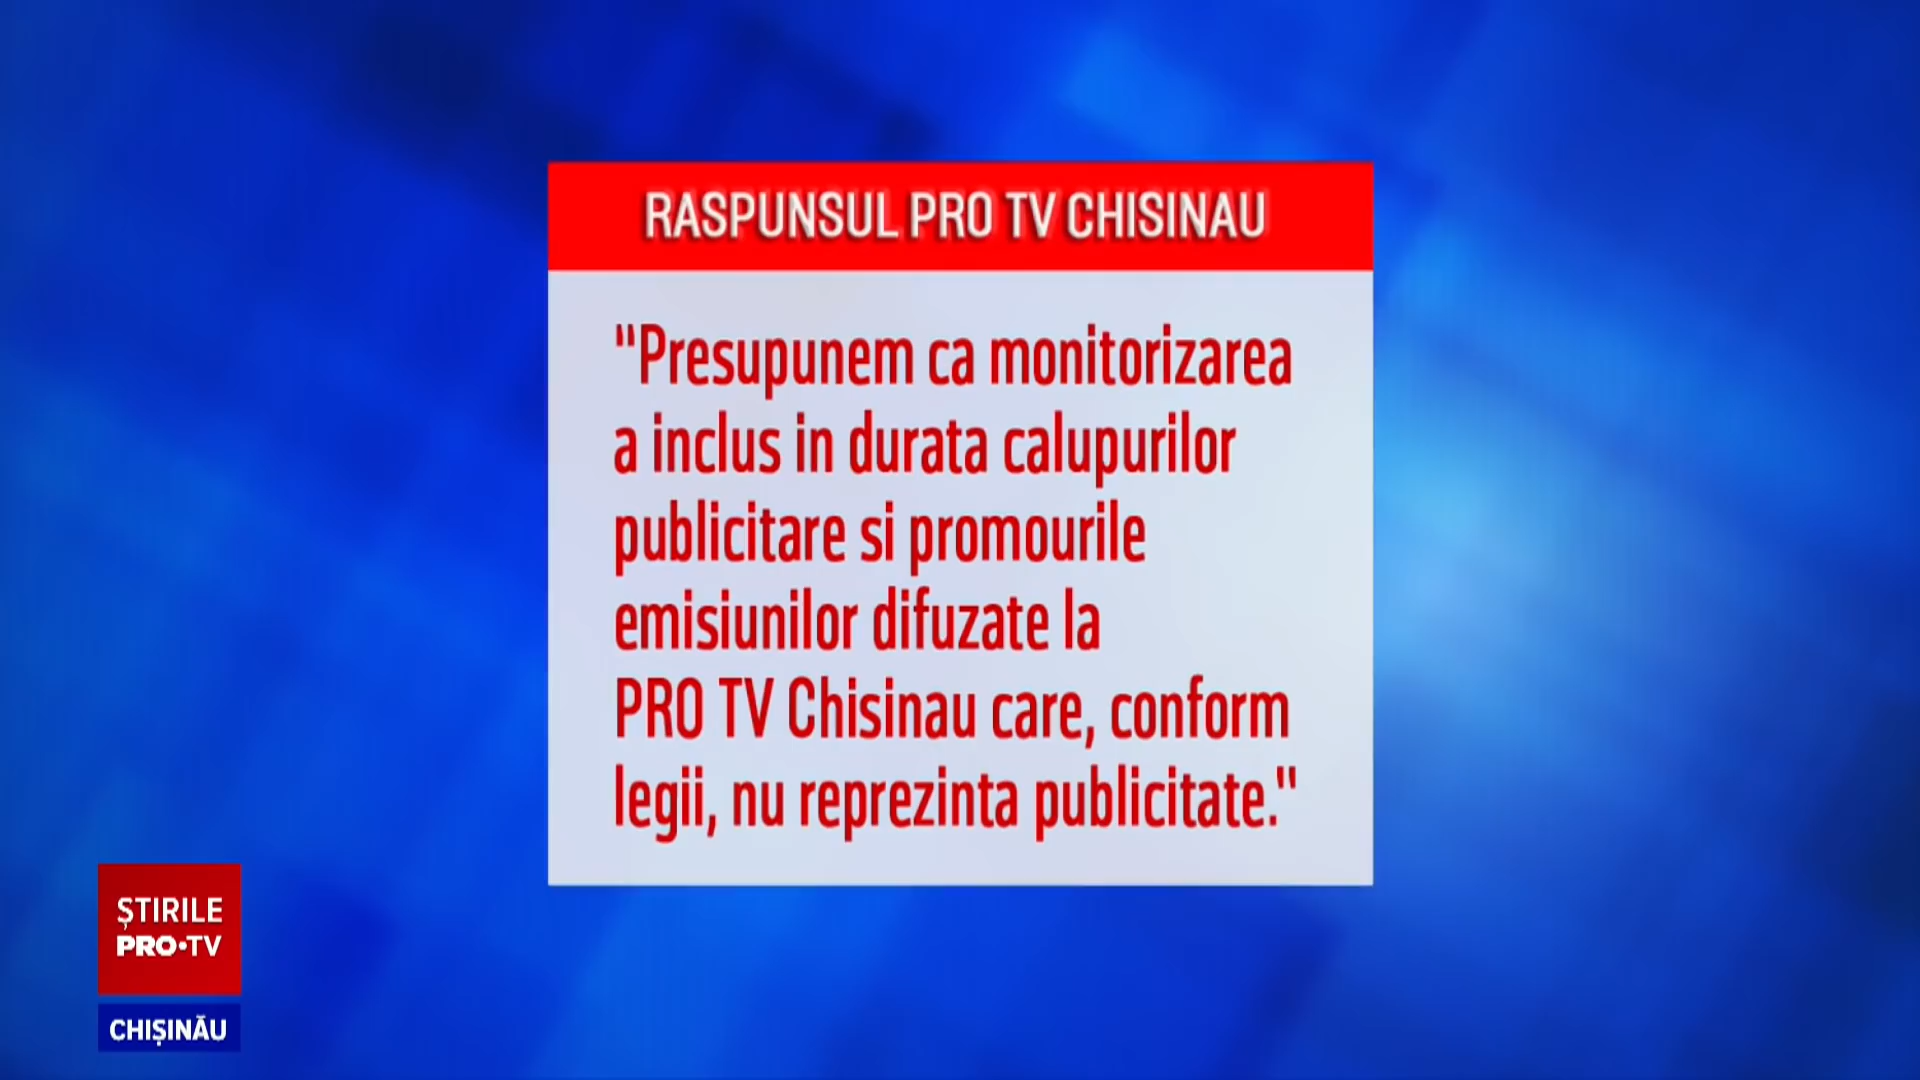 RASPUNSUL PRO TV CHISINAU
"Presupunem ca monitorizarea
a inclus in durata calupurilor
publicitare si promourile
emisiunilor difuzate la
PRO TV Chisinau care, conform
legii, nu reprezinta publicitate."
ȘTIRILE
PRO•TV
CHIȘINĂU